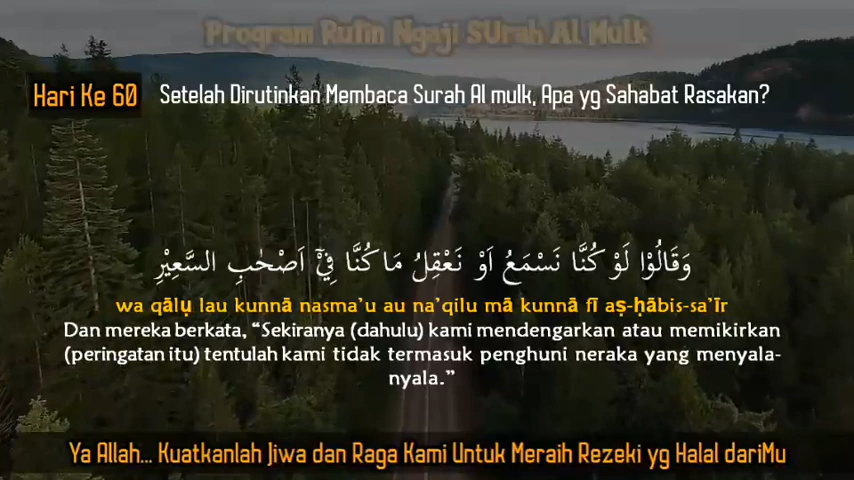 Program Rutin Ngaji SUrah Al Mulk
Hari Ke 60
Setelah Dirutinkan Membaca Surah Al mulk, Apa yg Sahabat Rasakan?
وَقَالُوْا لَوْ كُنَّا نَسْمَعُ اَوْ نَعْقِلُ مَا كُنَّا فِيْٓ اَصْحٰبِ السَّعِيْرِ
wa qālụ lau kunnā nasma'u au na'qilu mā kunnā fī aṣ-ḥābis-sa'īr
Dan mereka berkata, “Sekiranya (dahulu) kami mendengarkan atau memikirkan
(peringatan itu) tentulah kami tidak termasuk penghuni neraka yang menyala-
nyala.”
Ya Allah... Kuatkanlah Jiwa dan Raga Kami Untuk Meraih Rezeki yg Halal dariMu